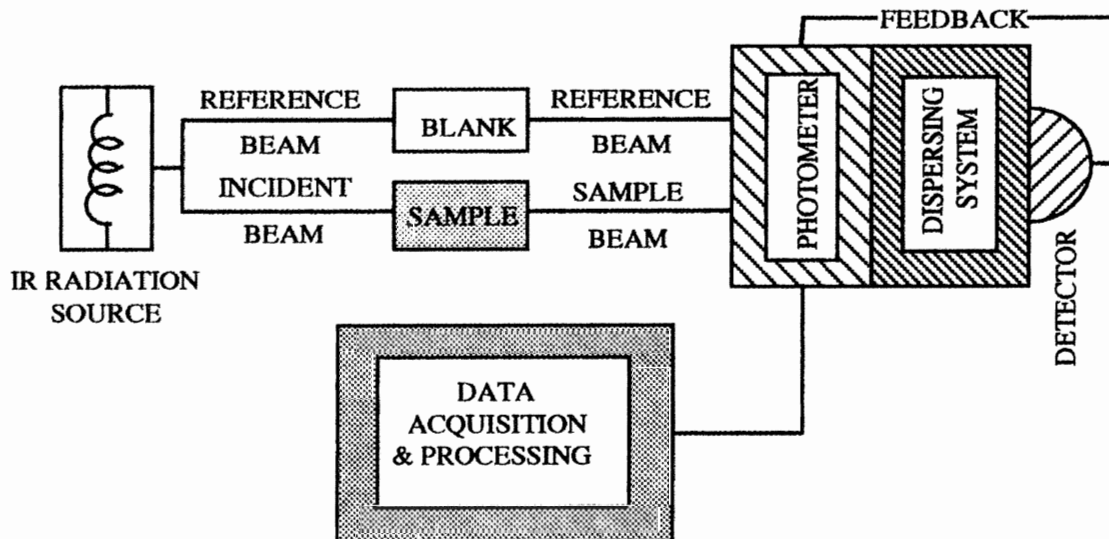 FEEDBACK
REFERENCE
BEAM
BLANK
REFERENCE
BEAM
INCIDENT
BEAM
SAMPLE
SAMPLE
BEAM
PHOTOMETER
DISPERSING
SYSTEM
DETECTOR
IR RADIATION
SOURCE
DATA
ACQUISITION
& PROCESSING